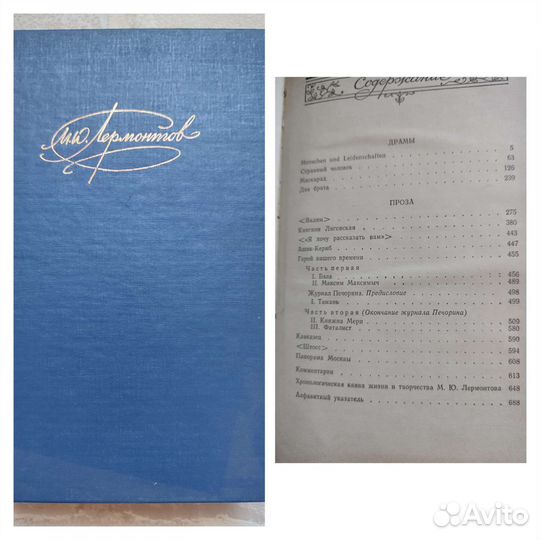 М.Ю. Лермонтов
Содержание
ДРАМЫ
Menschen und Leidenschaften 5
Странный человек 63
Маскарад 126
Два брата 239
ПРОЗА
<Вадим> 275
Княгиня Лиговская 380
<«Я хочу рассказать вам»> 443
Ашик-Кериб 447
Герой нашего времени 455
Часть первая
I. Бэла 456
II. Максим Максимыч 489
Журнал Печорина. Предисловие 498
I. Тамань 499
Часть вторая (Окончание журнала Печорина)
II. Княжна Мери 509
III. Фаталист 580
Кавказец 590
<Штосс> 594
Панорама Москвы 608
Комментарии 613
Хронологическая канва жизни и творчества М. Ю. Лермонтова 648
Алфавитный указатель 688
Avito